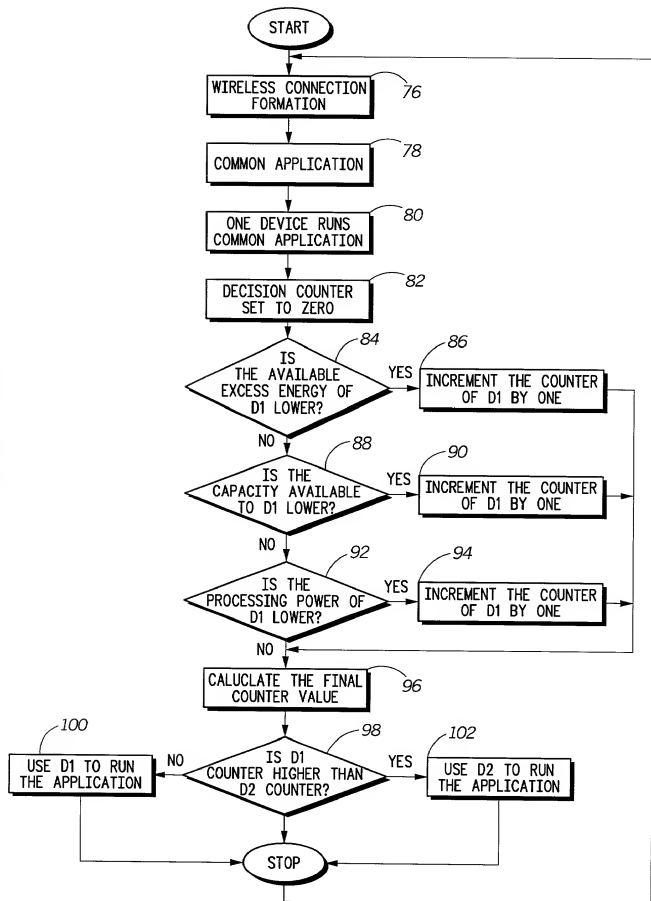 START
WIRELESS CONNECTION
FORMATION
76
COMMON APPLICATION
78
ONE DEVICE RUNS
COMMON APPLICATION
80
DECISION COUNTER
SET TO ZERO
82
IS
THE AVAILABLE
EXCESS ENERGY OF
D1 LOWER?
84
YES
86
INCREMENT THE COUNTER
OF D1 BY ONE
NO
IS THE
CAPACITY AVAILABLE
TO D1 LOWER?
88
YES
90
INCREMENT THE COUNTER
OF D1 BY ONE
NO
IS THE
PROCESSING POWER OF
D1 LOWER?
92
YES
94
INCREMENT THE COUNTER
OF D1 BY ONE
NO
CALUCLATE THE FINAL
COUNTER VALUE
96
IS D1
COUNTER HIGHER THAN
D2 COUNTER?
98
NO
100
USE D1 TO RUN
THE APPLICATION
YES
102
USE D2 TO RUN
THE APPLICATION
STOP